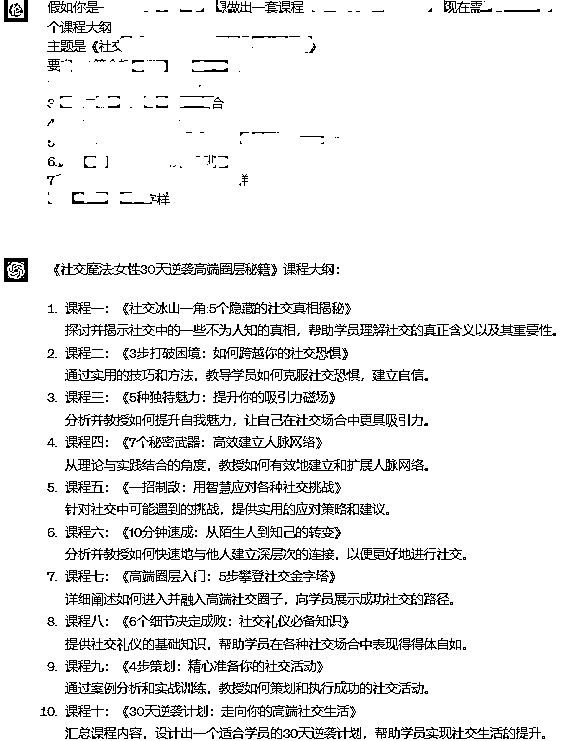 假如你是一
做出一套课程
现在需
个课程大纲
主题是《社交
》
要
合
6.
7
样
字样
《社交魔法:女性30天逆袭高端圈层秘籍》课程大纲：
1. 课程一：《社交冰山一角:5个隐藏的社交真相揭秘》
探讨并揭示社交中的一些不为人知的真相，帮助学员理解社交的真正含义以及其重要性。
2. 课程二：《3步打破困境：如何跨越你的社交恐惧》
通过实用的技巧和方法，教导学员如何克服社交恐惧，建立自信。
3. 课程三：《5种独特魅力：提升你的吸引力磁场》
分析并教授如何提升自我魅力，让自己在社交场合中更具吸引力。
4. 课程四：《7个秘密武器：高效建立人脉网络》
从理论与实践结合的角度，教授如何有效地建立和扩展人脉网络。
5. 课程五：《一招制敌：用智慧应对各种社交挑战》
针对社交中可能遇到的挑战，提供实用的应对策略和建议。
6. 课程六：《10分钟速成：从陌生人到知己的转变》
分析并教授如何快速地与他人建立深层次的连接，以便更好地进行社交。
7. 课程七：《高端圈层入门：5步攀登社交金字塔》
详细阐述如何进入并融入高端社交圈子，向学员展示成功社交的路径。
8. 课程八：《6个细节决定成败：社交礼仪必备知识》
提供社交礼仪的基础知识，帮助学员在各种社交场合中表现得得体自如。
9. 课程九：《4步策划：精心准备你的社交活动》
通过案例分析和实战训练，教授如何策划和执行成功的社交活动。
10. 课程十：《30天逆袭计划：走向你的高端社交生活》
汇总课程内容，设计出一个适合学员的30天逆袭计划，帮助学员实现社交生活的提升。